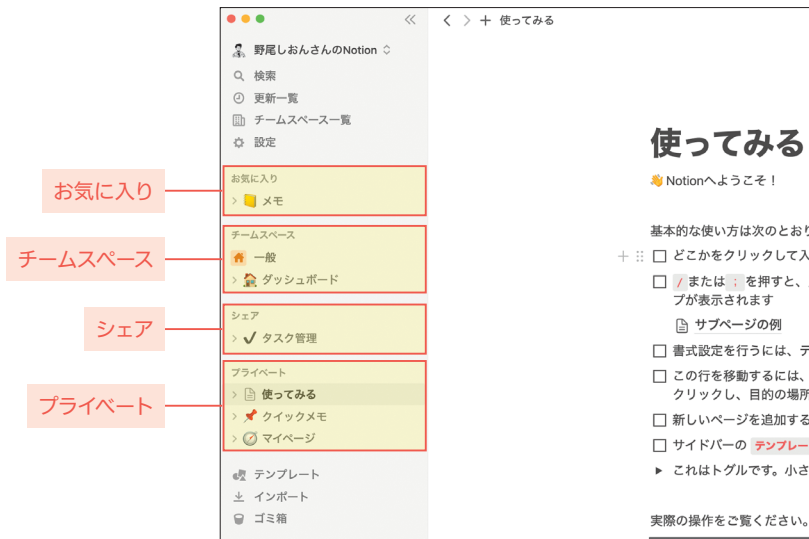 使ってみる
野尾しおんさんのNotion
検索
更新一覧
チームスペース一覧
設定
お気に入り
お気に入り
メモ
チームスペース
チームスペース
一般
ダッシュボード
シェア
シェア
タスク管理
プライベート
プライベート
使ってみる
クイックメモ
マイページ
テンプレート
インポート
ゴミ箱
使ってみる
Notionへようこそ！
基本的な使い方は次のとおり
どこかをクリックして入
/ または ; を押すと、
プが表示されます
サブページの例
書式設定を行うには、テ
この行を移動するには、
クリックし、目的の場所
新しいページを追加する
サイドバーの テンプレー
これはトグルです。小さ
実際の操作をご覧ください。